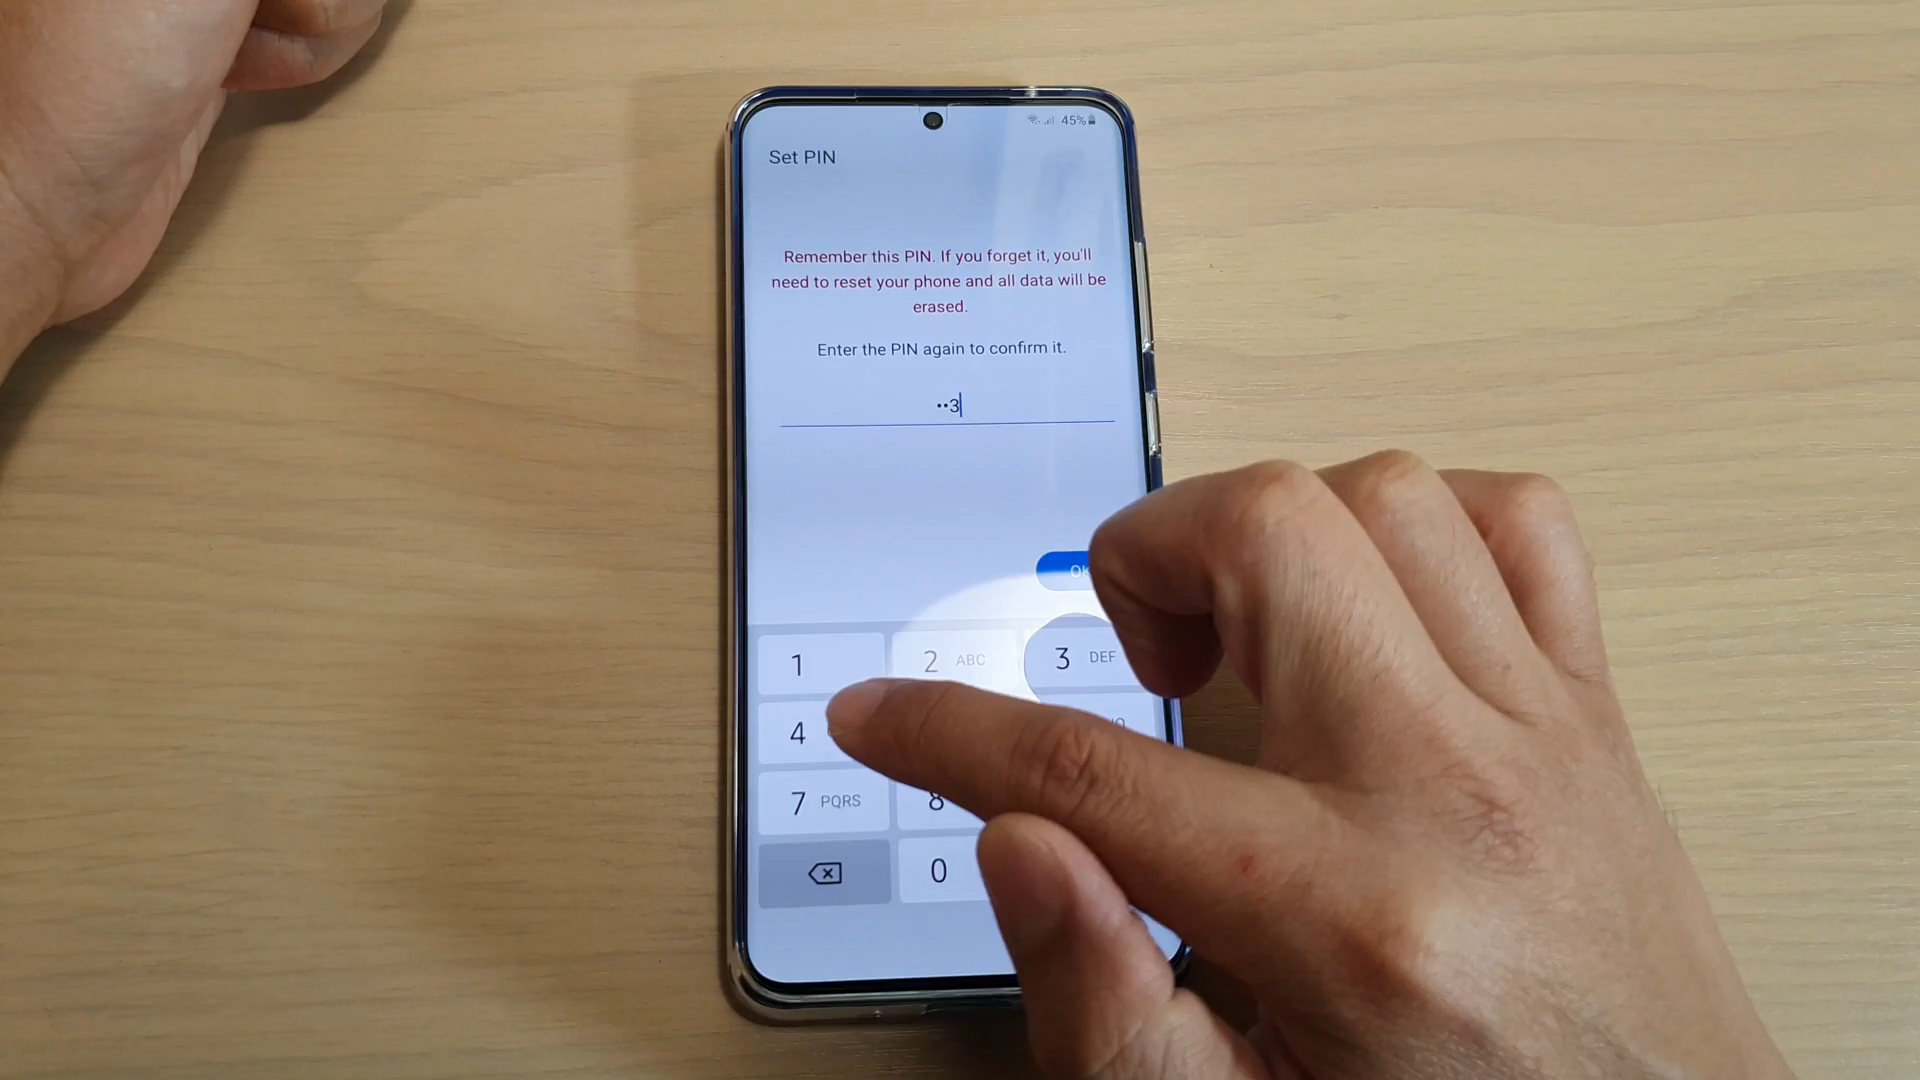 45%
Set PIN
Remember this PIN. If you forget it, you'll
need to reset your phone and all data will be
erased.
Enter the PIN again to confirm it.
••3
OK
1 2 ABC 3 DEF
4
7 PQRS 8
0